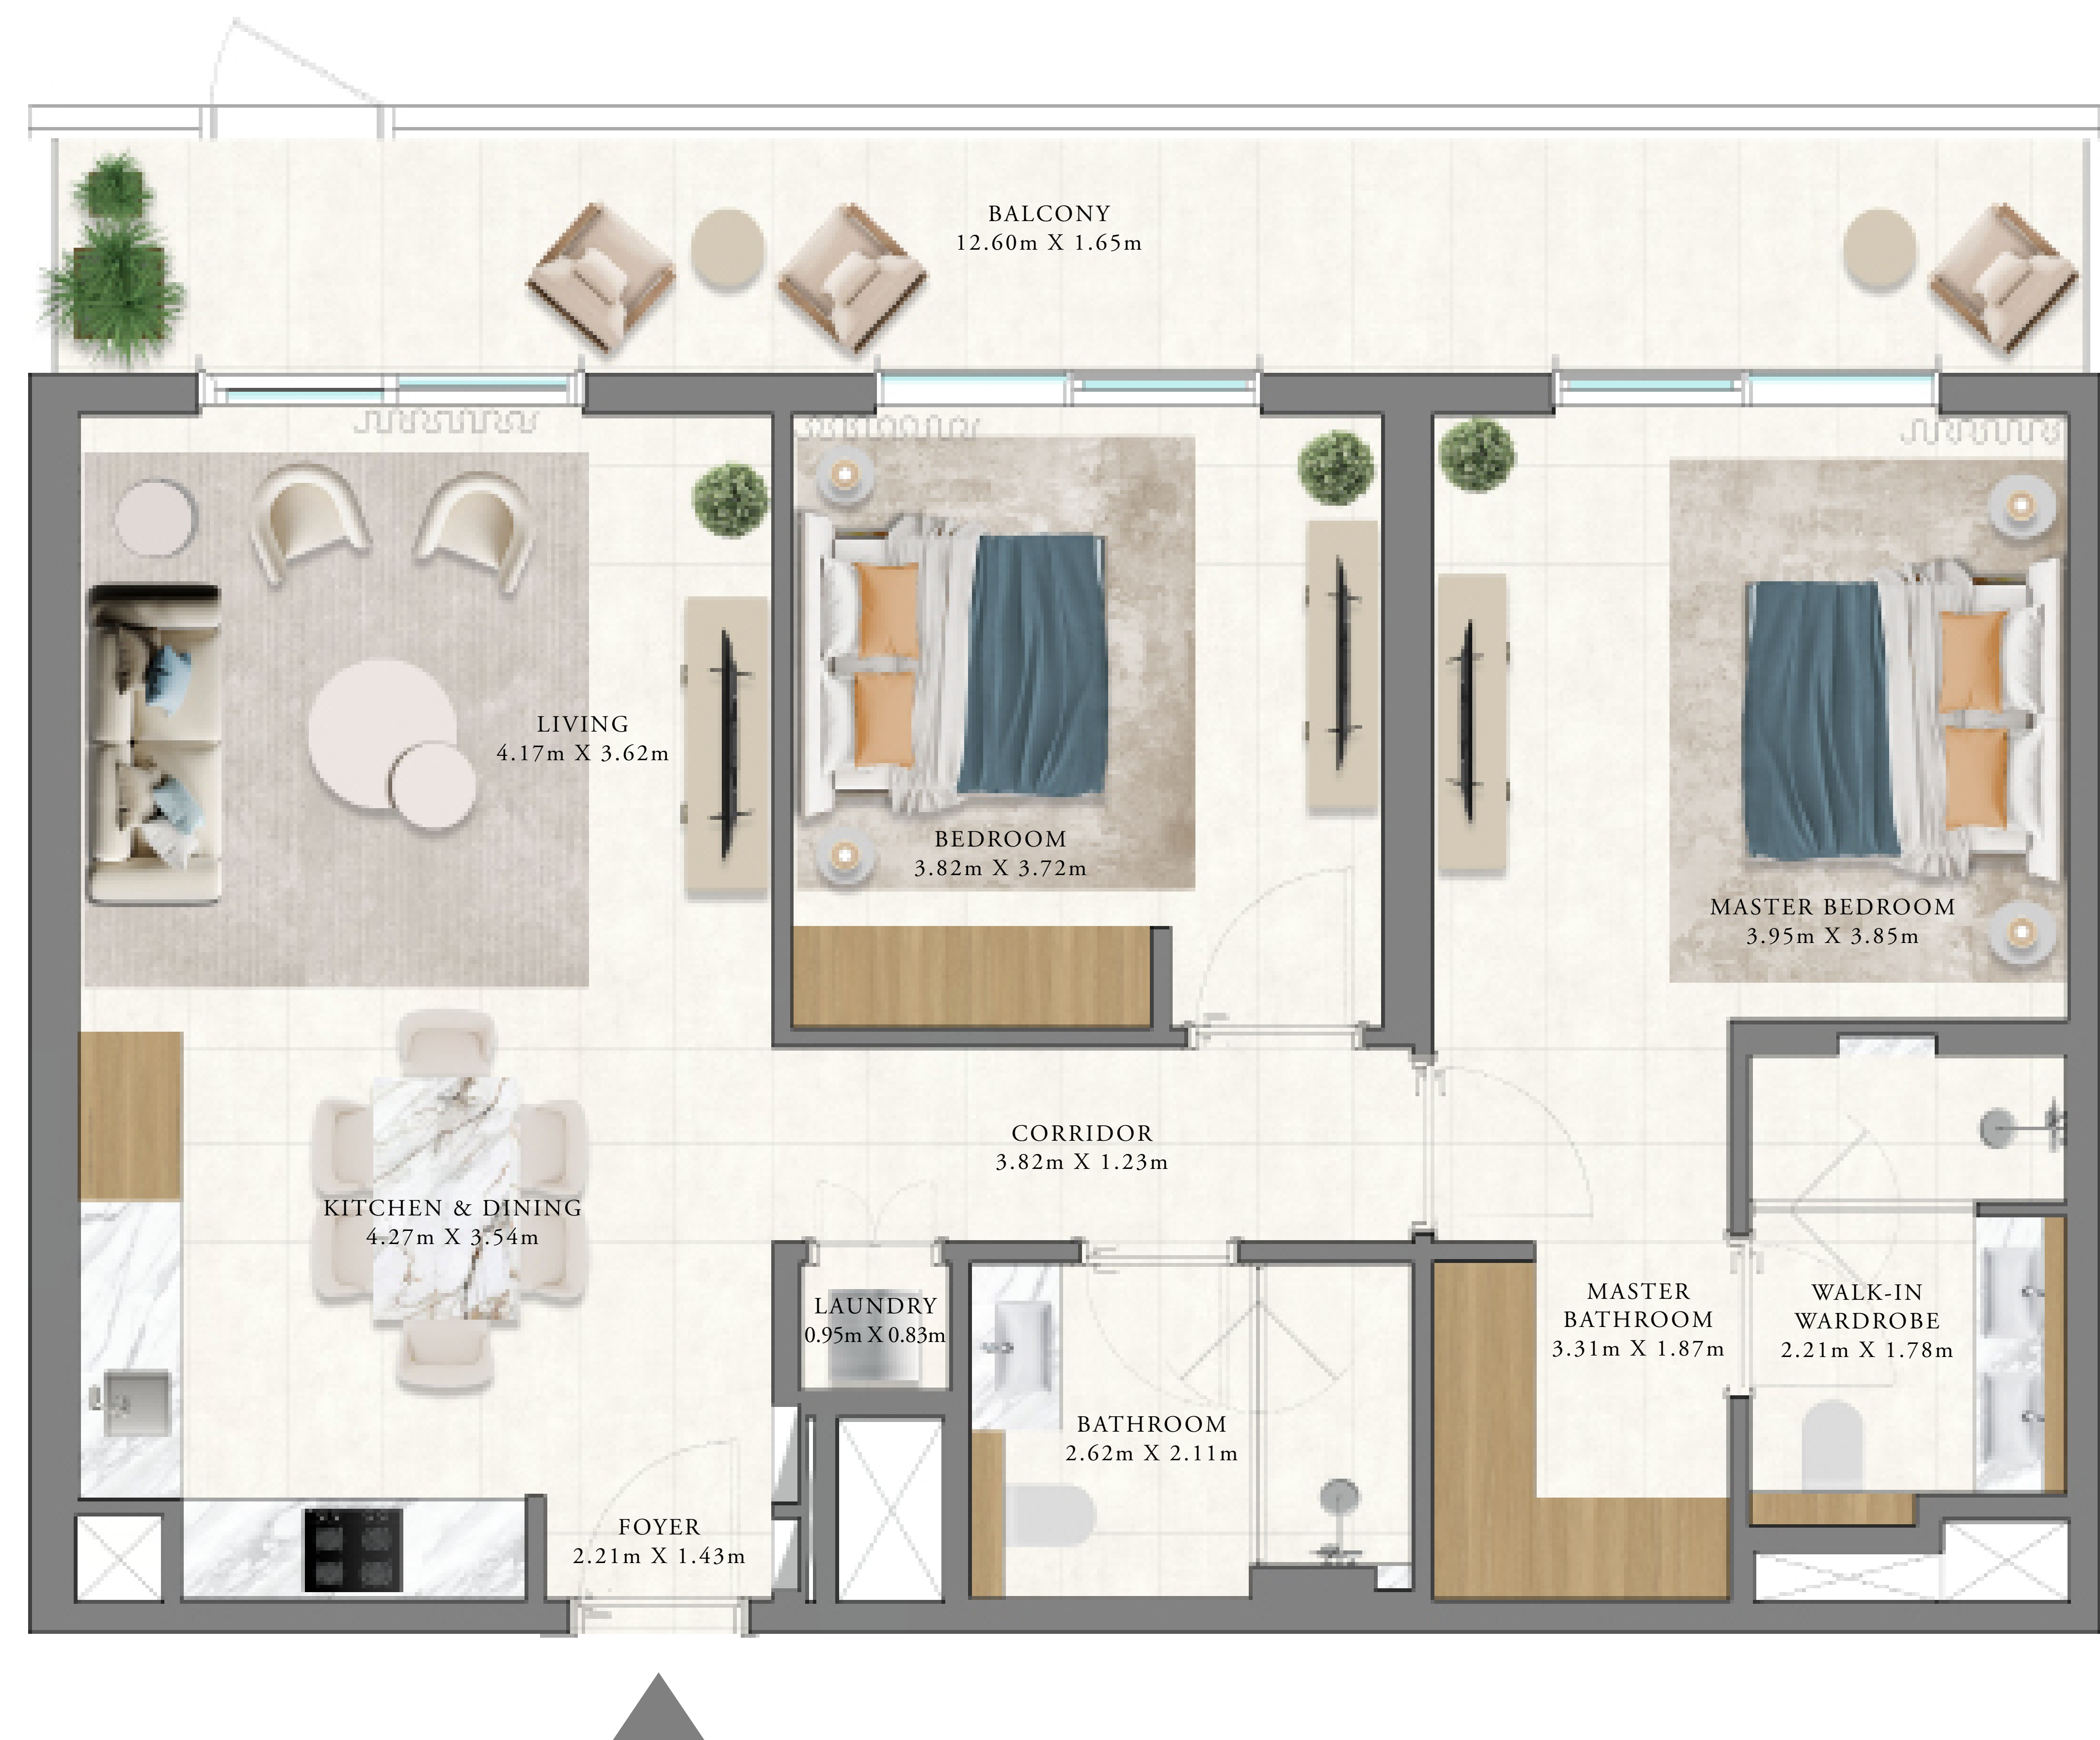 BALCONY
12.60m X 1.65m
LIVING
4.17m X 3.62m
BEDROOM
3.82m X 3.72m
MASTER BEDROOM
3.95m X 3.85m
CORRIDOR
3.82m X 1.23m
KITCHEN & DINING
4.27m X 3.54m
LAUNDRY
0.95m X 0.83m
MASTER
BATHROOM
3.31m X 1.87m
WALK-IN
WARDROBE
2.21m X 1.78m
BATHROOM
2.62m X 2.11m
FOYER
2.21m X 1.43m